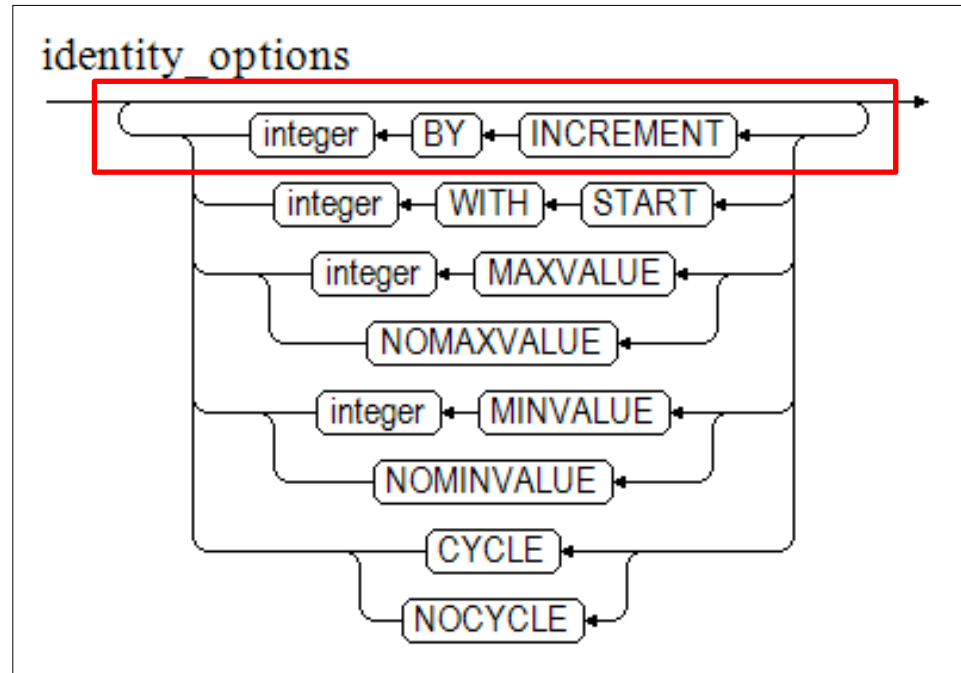 identity_options
integer BY INCREMENT
integer WITH START
integer MAXVALUE
NOMAXVALUE
integer MINVALUE
NOMINVALUE
CYCLE
NOCYCLE